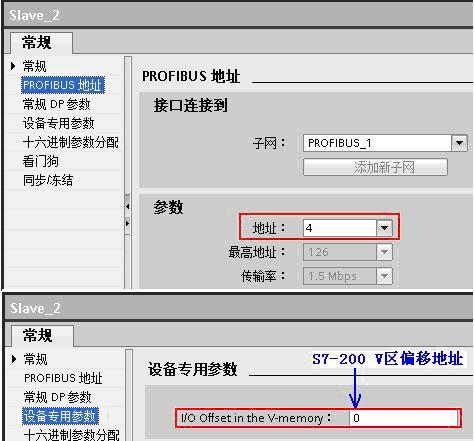 Slave_2
常规
常规
PROFIBUS 地址
常规 DP 参数
设备专用参数
十六进制参数分配
看门狗
同步/冻结
PROFIBUS 地址
接口连接到
子网： PROFIBUS_1
添加新子网
参数
地址： 4
最高地址： 126
传输率： 1.5 Mbps
Slave_2
常规
常规
PROFIBUS 地址
常规 DP 参数
设备专用参数
十六进制参数分配
设备专用参数
S7-200 V区偏移地址
I/O Offset in the V-memory： 0